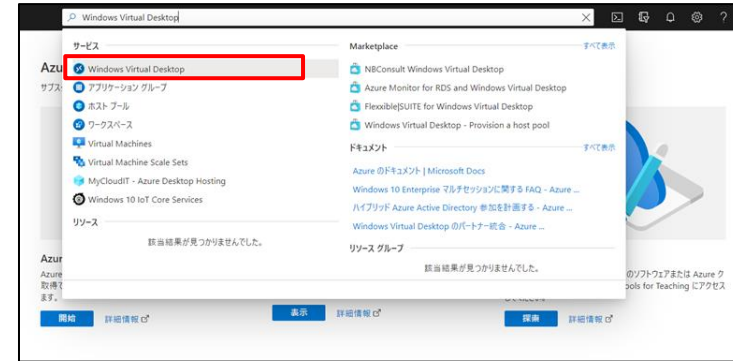 Windows Virtual Desktop
サービス
Windows Virtual Desktop
アプリケーション グループ
ホスト プール
ワークスペース
Virtual Machines
Virtual Machine Scale Sets
MyCloudIT - Azure Desktop Hosting
Windows 10 IoT Core Services
リソース
該当結果が見つかりませんでした。
Marketplace
すべて表示
NBConsult Windows Virtual Desktop
Azure Monitor for RDS and Windows Virtual Desktop
Flexxible|SUITE for Windows Virtual Desktop
Windows Virtual Desktop - Provision a host pool
ドキュメント
すべて表示
Azure のドキュメント | Microsoft Docs
Windows 10 Enterprise マルチセッションに関する FAQ - Azure ...
ハイブリッド Azure Active Directory 参加を計画する - Azure ...
Windows Virtual Desktop のパートナー統合 - Azure ...
リソース グループ
該当結果が見つかりませんでした。
Azu
サブス
Azur
Azure
取得で
ます。
のソフトウェアまたは Azure ク
ools for Teaching にアクセス
開始
詳細情報
表示
詳細情報
探索
詳細情報